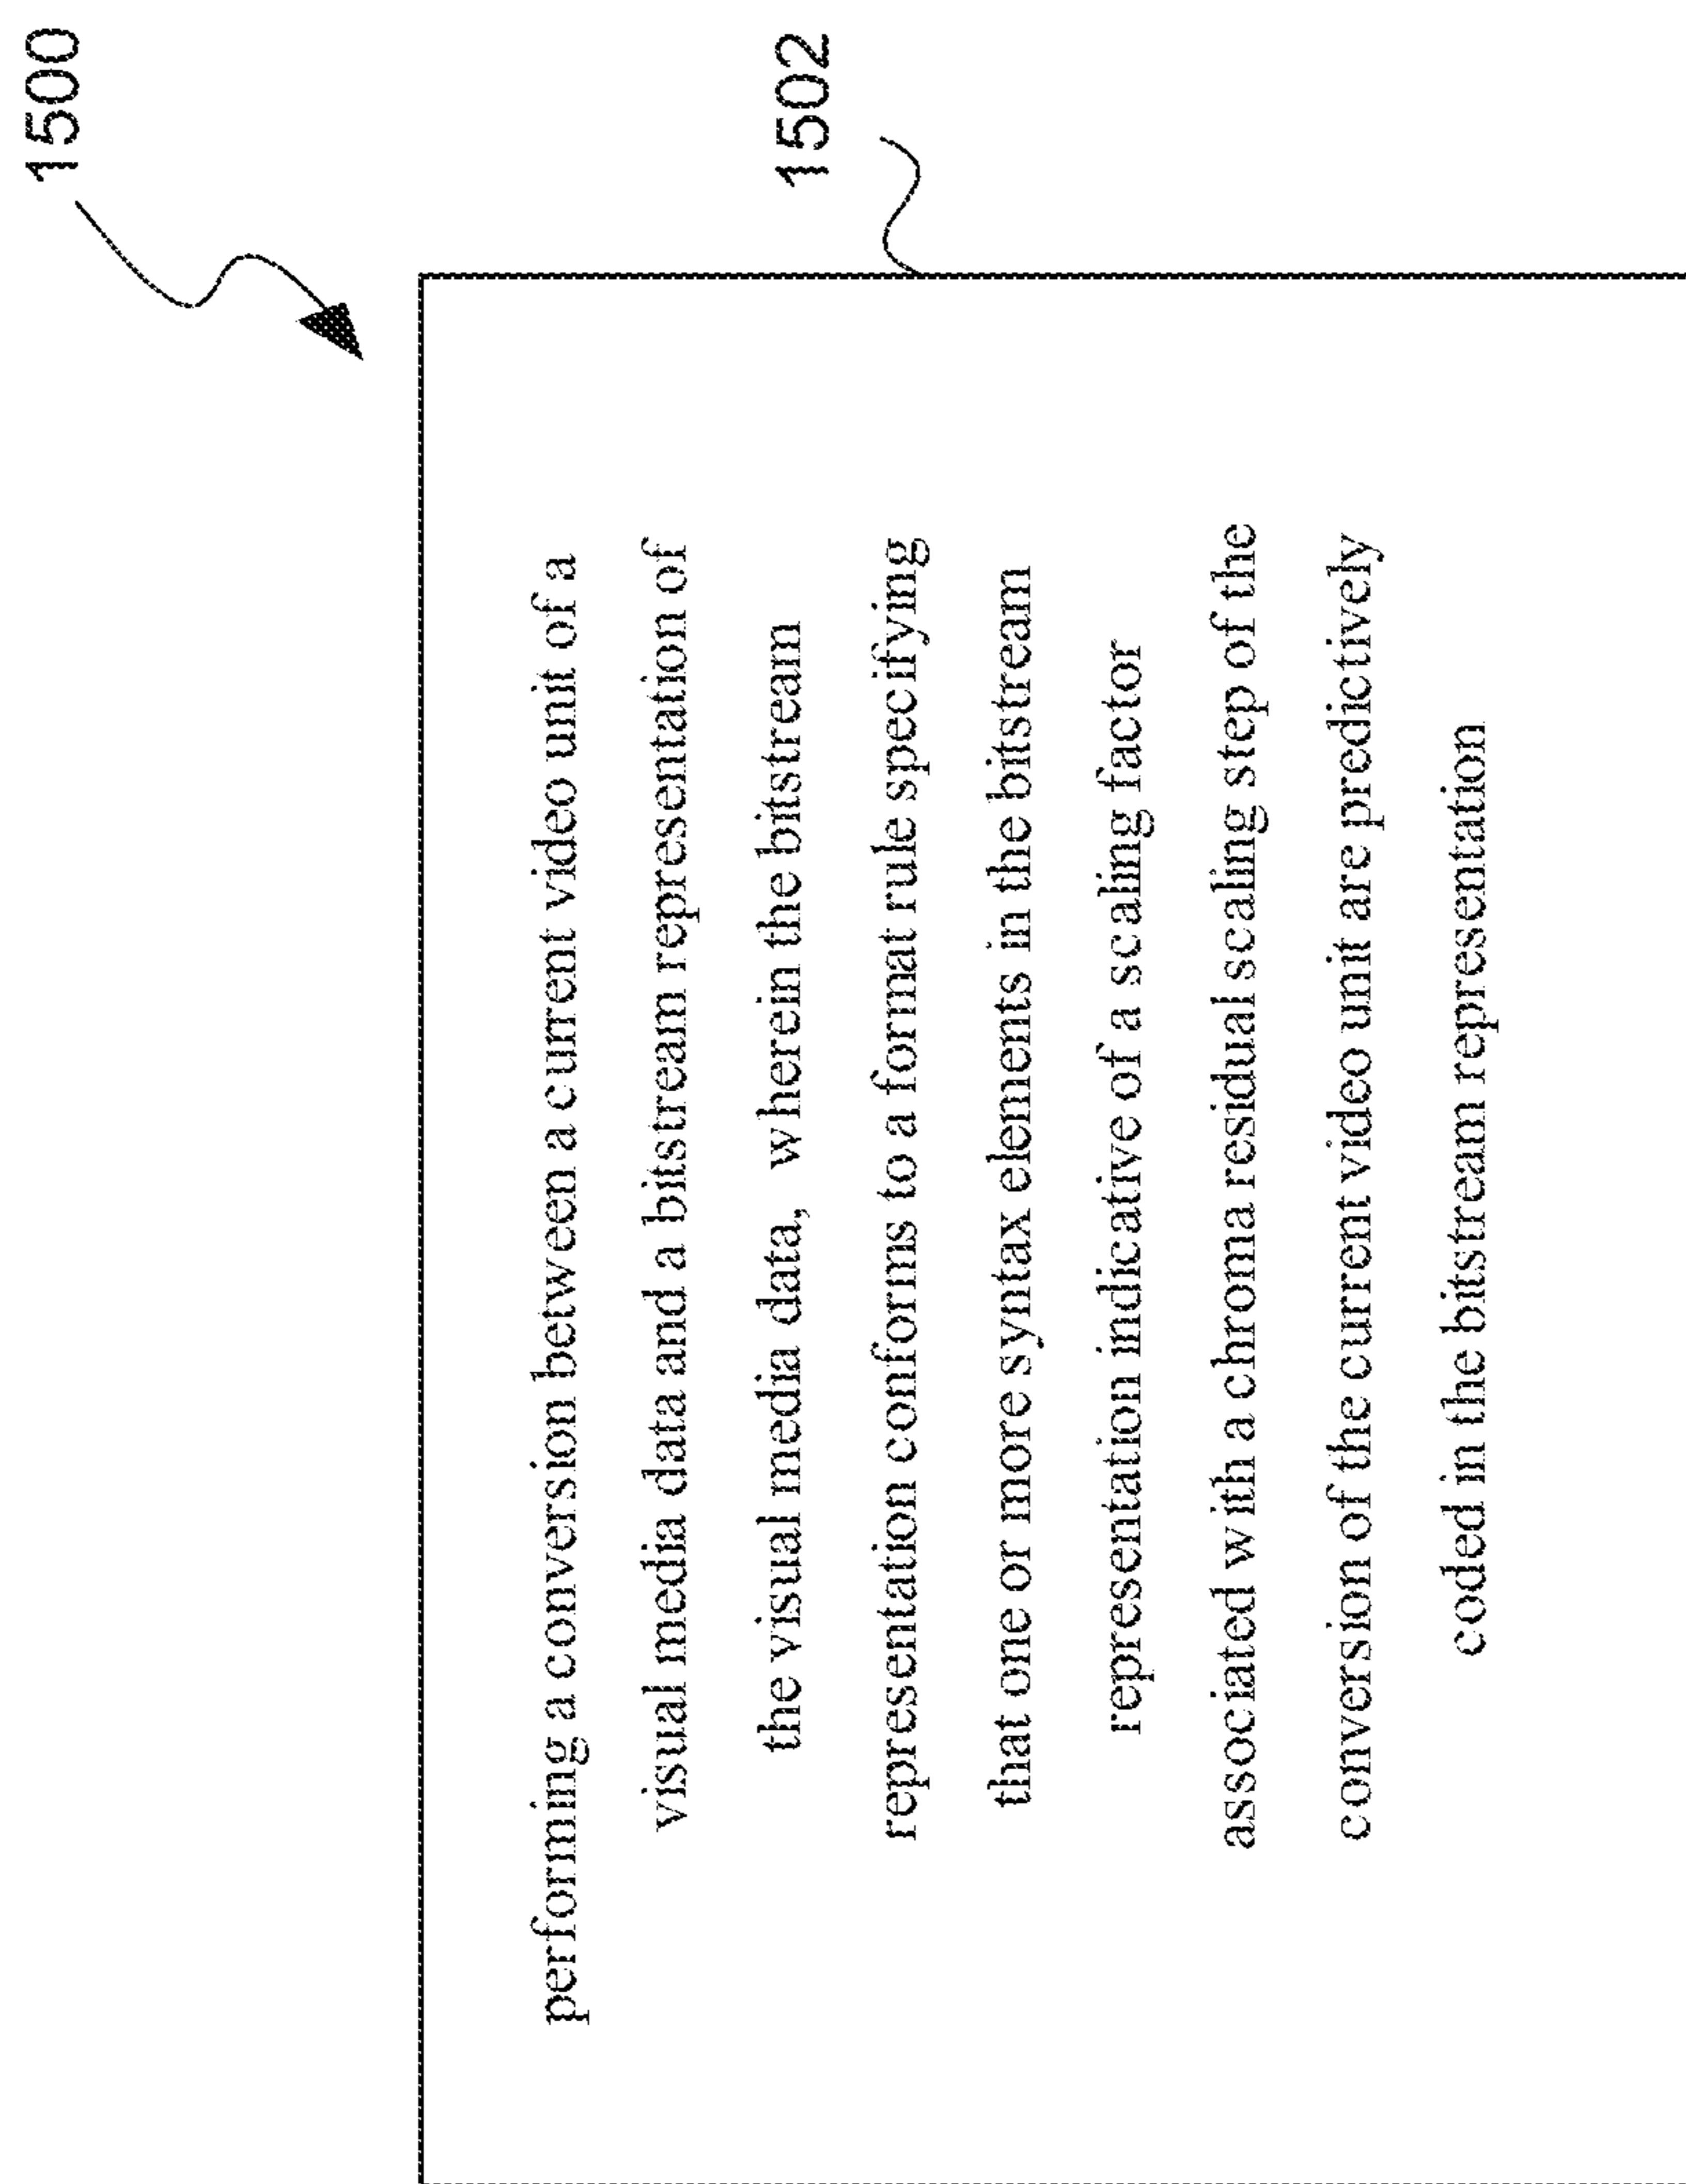 1500
1502
performing a conversion between a current video unit of a
visual media data and a bitstream representation of
the visual media data, wherein the bitstream
representation conforms to a format rule specifying
that one or more syntax elements in the bitstream
representation indicative of a scaling factor
associated with a chroma residual scaling step of the
conversion of the current video unit are predictively
coded in the bitstream representation